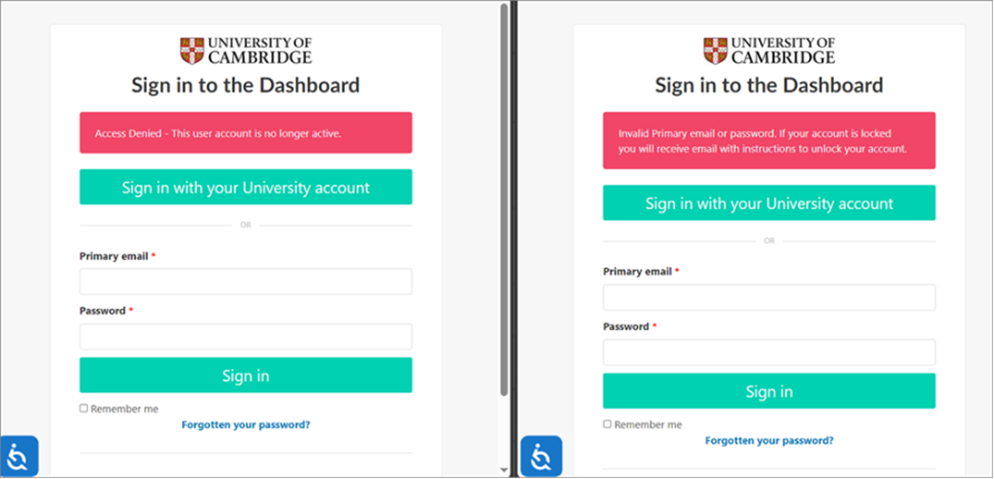 UNIVERSITY OF
CAMBRIDGE
Sign in to the Dashboard
Access Denied - This user account is no longer active.
Sign in with your University account
OR
Primary email *
Password *
Sign in
Remember me
Forgotten your password?
UNIVERSITY OF
CAMBRIDGE
Sign in to the Dashboard
Invalid Primary email or password. If your account is locked
you will receive email with instructions to unlock your account.
Sign in with your University account
OR
Primary email *
Password *
Sign in
Remember me
Forgotten your password?